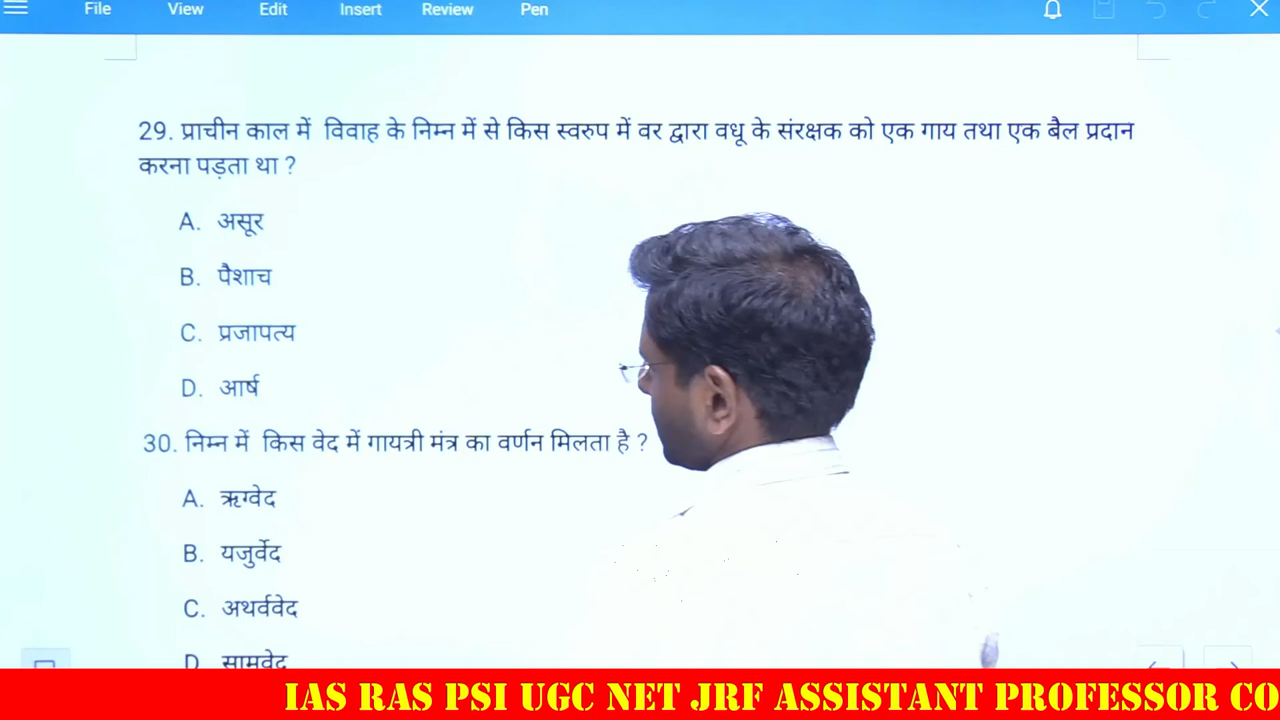 File View Edit Insert Review Pen
29. प्राचीन काल में विवाह के निम्न में से किस स्वरुप में वर द्वारा वधू के संरक्षक को एक गाय तथा एक बैल प्रदान
करना पड़ता था ?
A. असूर
B. पैशाच
C. प्रजापत्य
D. आर्ष
30. निम्न में किस वेद में गायत्री मंत्र का वर्णन मिलता है ?
A. ऋग्वेद
B. यजुर्वेद
C. अथर्ववेद
D. सामवेद
IAS RAS PSI UGC NET JRF ASSISTANT PROFESSOR CO